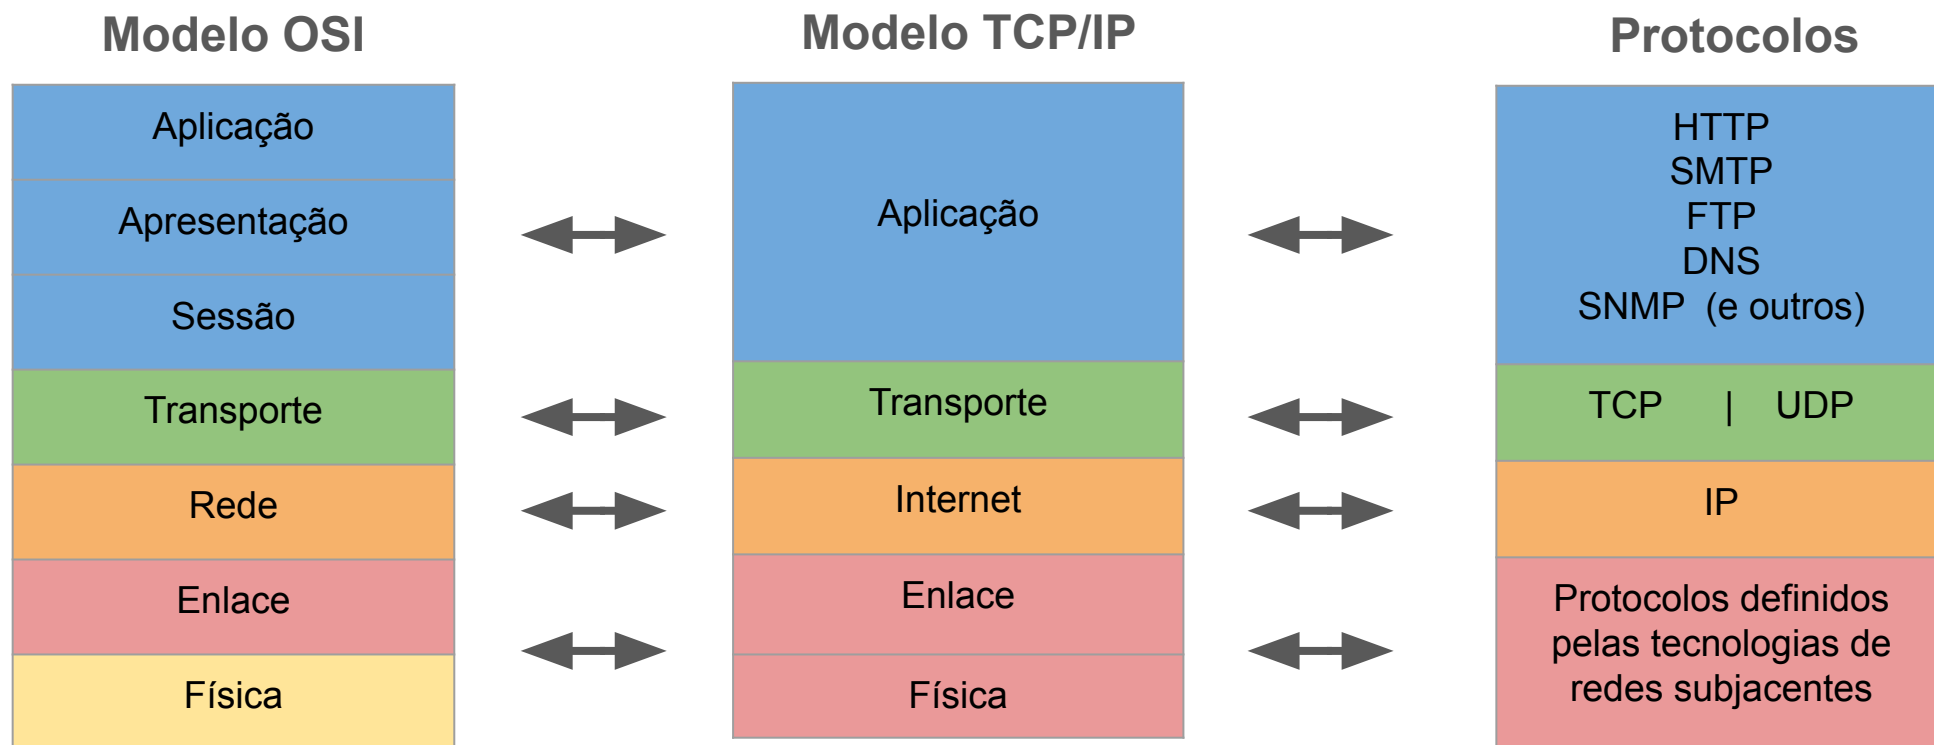 Modelo OSI
Aplicação
Apresentação
Sessão
Transporte
Rede
Enlace
Física
Modelo TCP/IP
Aplicação
Transporte
Internet
Enlace
Física
Protocolos
HTTP
SMTP
FTP
DNS
SNMP (e outros)
TCP | UDP
IP
Protocolos definidos
pelas tecnologias de
redes subjacentes